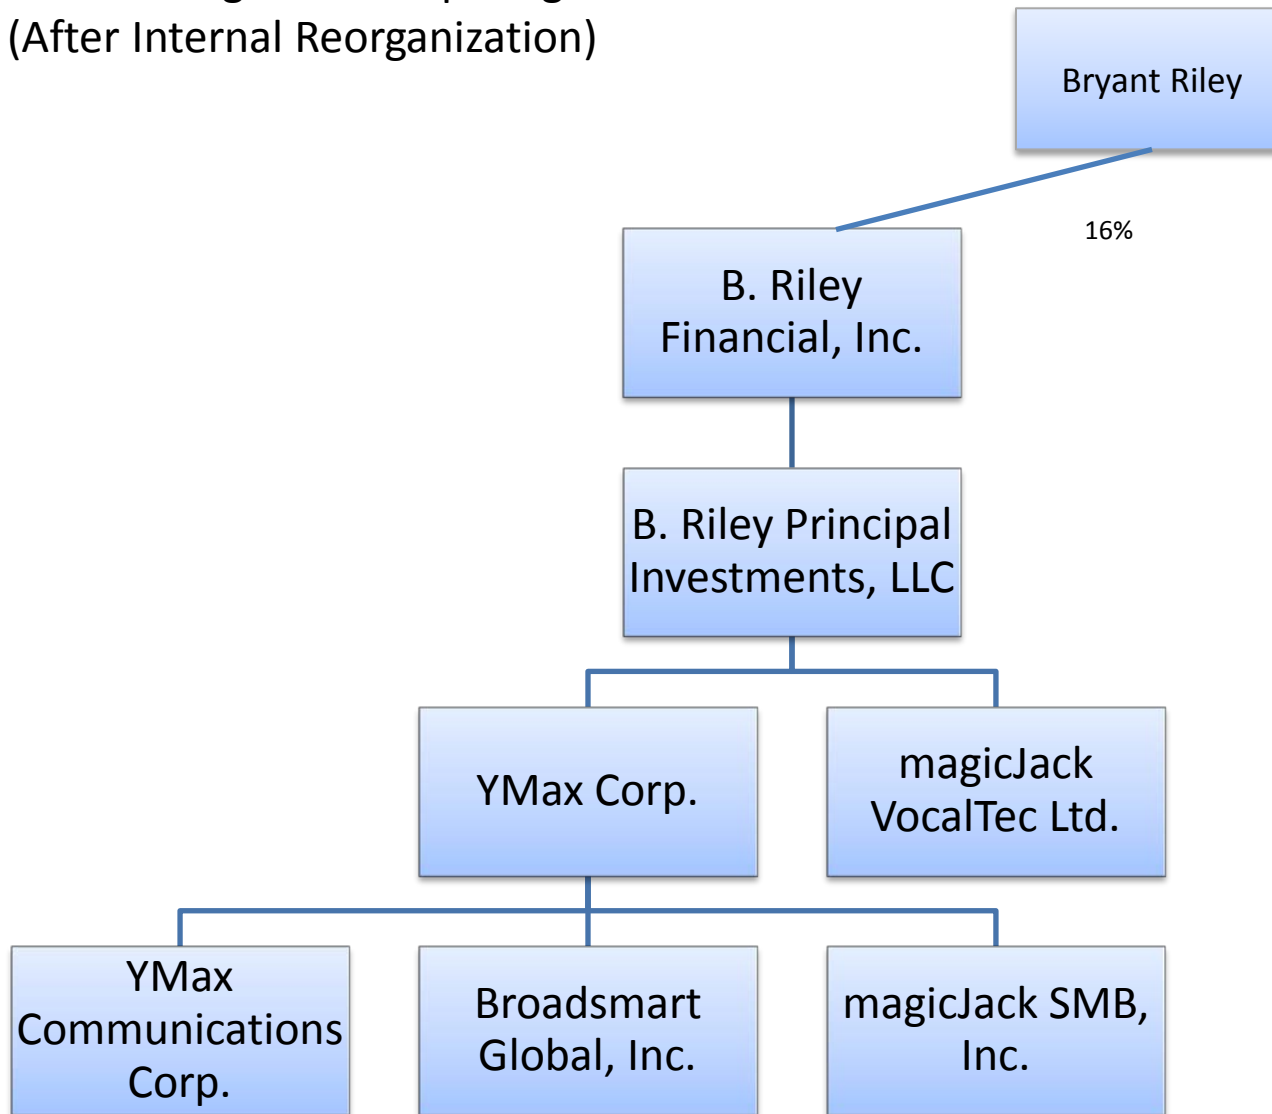 (After Internal Reorganization)
Bryant Riley
16%
B. Riley
Financial, Inc.
B. Riley Principal
Investments, LLC
YMax Corp.
magicJack
VocalTec Ltd.
YMax
Communications
Corp.
Broadsmart
Global, Inc.
magicJack SMB,
Inc.